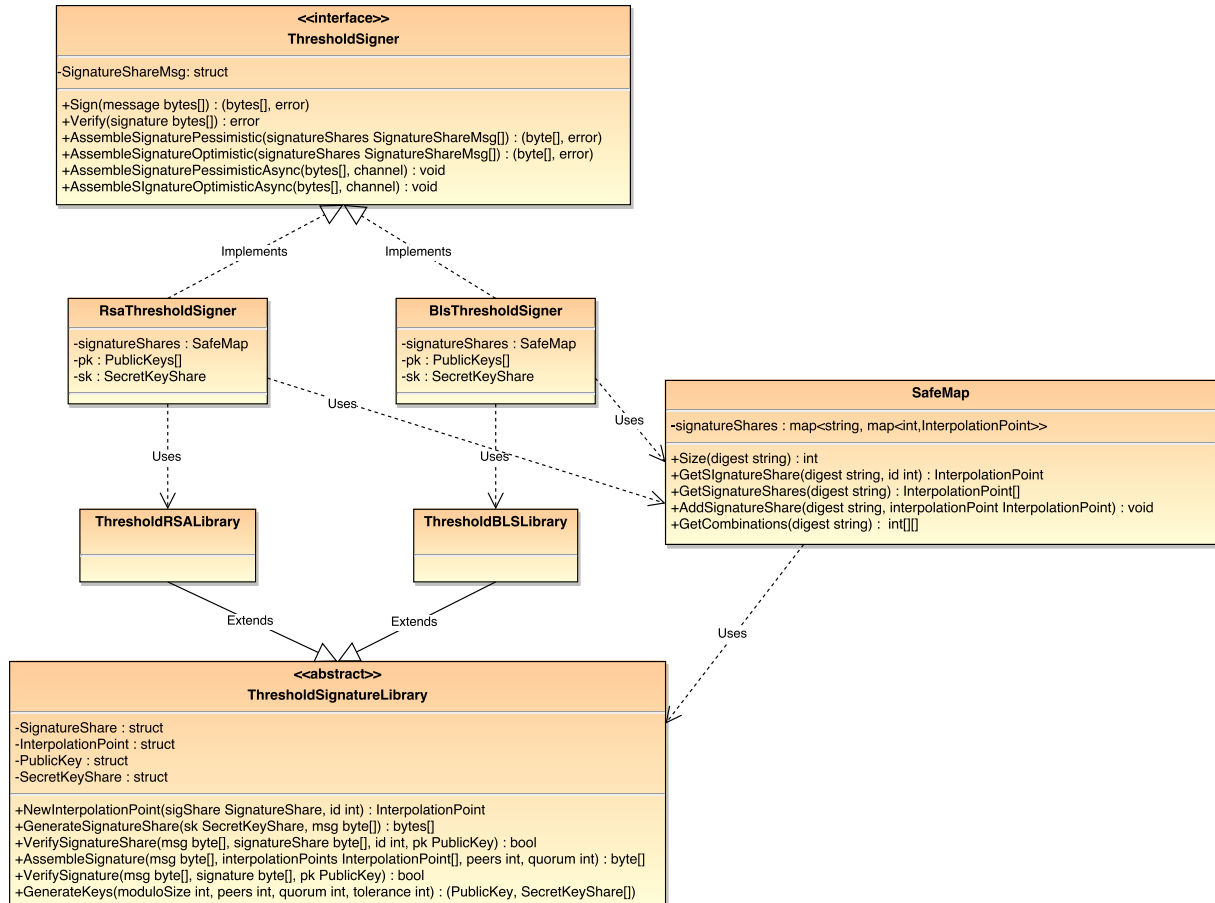 <<interface>>
ThresholdSigner
-SignatureShareMsg: struct
+Sign(message bytes[]) : (bytes[], error)
+Verify(signature bytes[]) : error
+AssembleSignaturePessimistic(signatureShares SignatureShareMsg[]) : (byte[], error)
+AssembleSignatureOptimistic(signatureShares SignatureShareMsg[]) : (byte[], error)
+AssembleSignaturePessimisticAsync(bytes[], channel) : void
+AssembleSIgnatureOptimisticAsync(bytes[], channel) : void
Implements
Implements
RsaThresholdSigner
-signatureShares : SafeMap
-pk : PublicKeys[]
-sk : SecretKeyShare
BlsThresholdSigner
-signatureShares : SafeMap
-pk : PublicKeys[]
-sk : SecretKeyShare
Uses
Uses
SafeMap
-signatureShares : map<string, map<int,InterpolationPoint>>
+Size(digest string) : int
+GetSIgnatureShare(digest string, id int) : InterpolationPoint
+GetSignatureShares(digest string) : InterpolationPoint[]
+AddSignatureShare(digest string, interpolationPoint InterpolationPoint) : void
+GetCombinations(digest string) : int[][]
Uses
Uses
ThresholdRSALibrary
ThresholdBLSLibrary
Extends
Extends
Uses
<<abstract>>
ThresholdSignatureLibrary
-SignatureShare : struct
-InterpolationPoint : struct
-PublicKey : struct
-SecretKeyShare : struct
+NewInterpolationPoint(sigShare SignatureShare, id int) : InterpolationPoint
+GenerateSignatureShare(sk SecretKeyShare, msg byte[]) : bytes[]
+VerifySignatureShare(msg byte[], signatureShare byte[], id int, pk PublicKey) : bool
+AssembleSignature(msg byte[], interpolationPoints InterpolationPoint[], peers int, quorum int) : byte[]
+VerifySignature(msg byte[], signature byte[], pk PublicKey) : bool
+GenerateKeys(moduloSize int, peers int, quorum int, tolerance int) : (PublicKey, SecretKeyShare[])